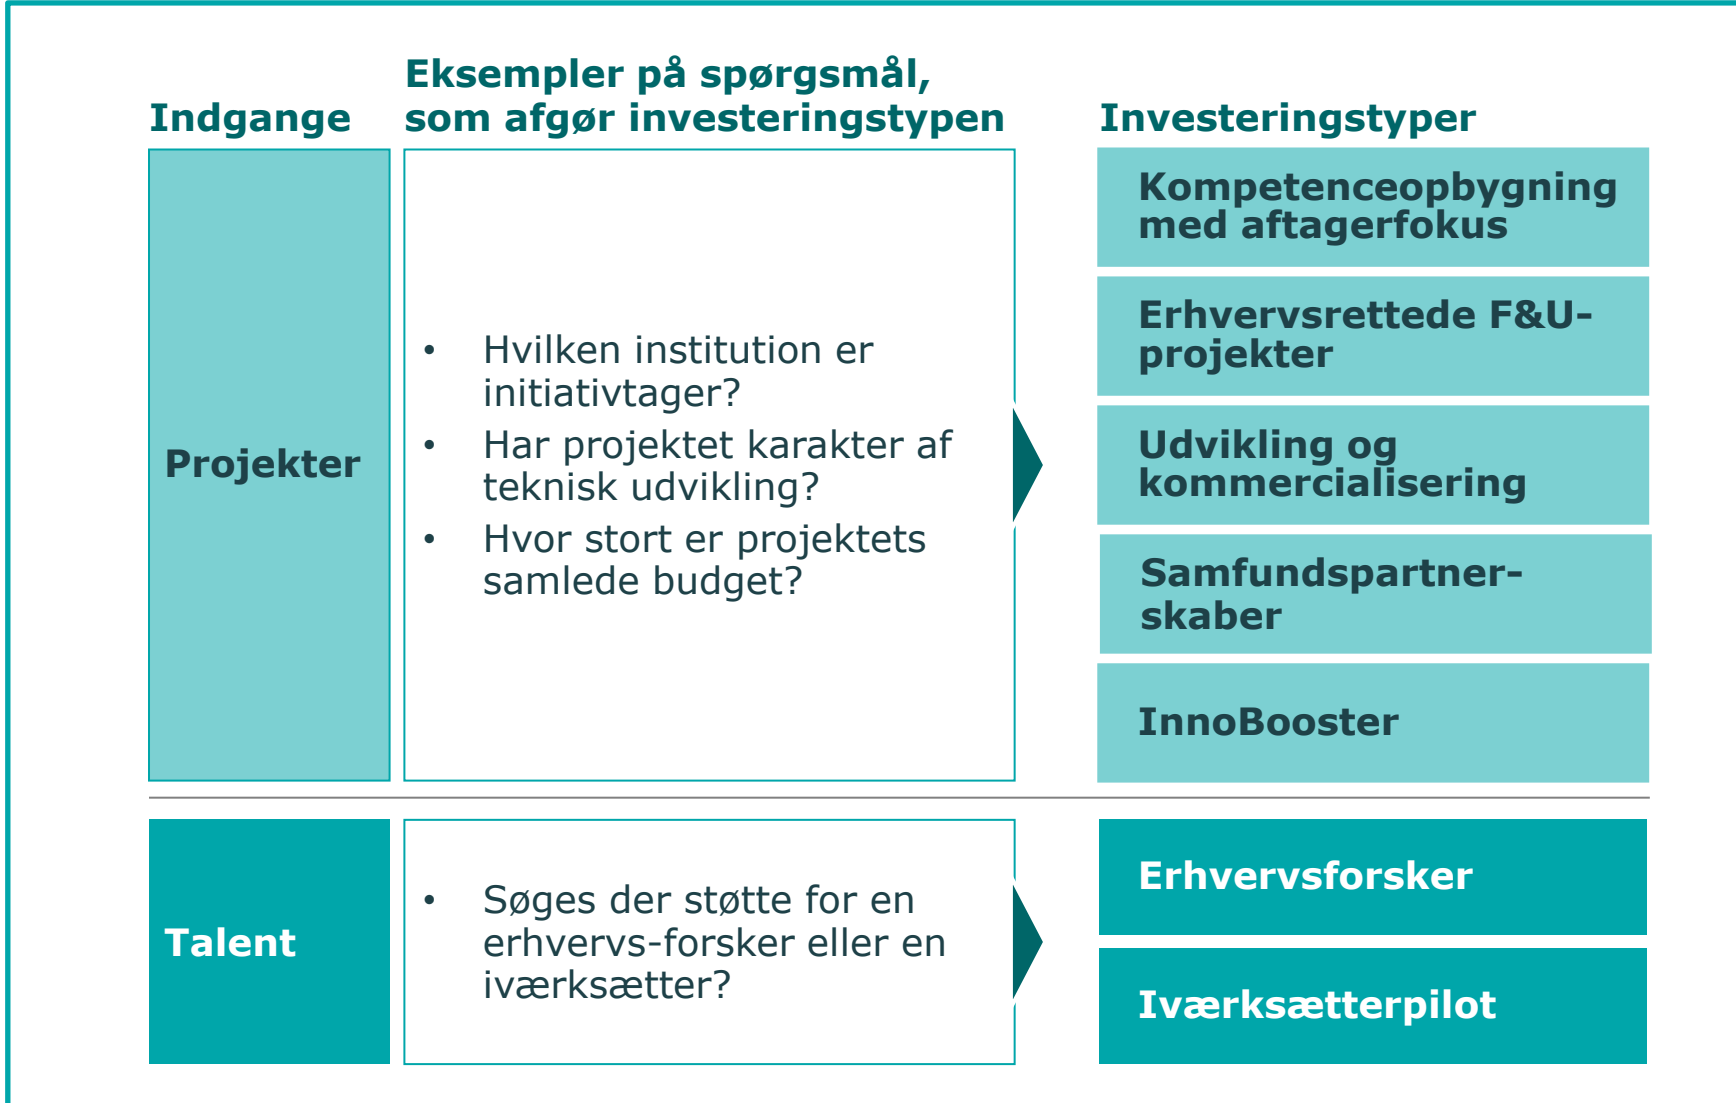 Indgange
Eksempler på spørgsmål,
som afgør investeringstypen
Investeringstyper
Projekter
• Hvilken institution er
initiativtager?
• Har projektet karakter af
teknisk udvikling?
• Hvor stort er projektets
samlede budget?
Kompetenceopbygning
med aftagerfokus
Erhvervsrettede F&U-
projekter
Udvikling og
kommercialisering
Samfundspartner-
skaber
InnoBooster
Talent
• Søges der støtte for en
erhvervs-forsker eller en
iværksætter?
Erhvervsforsker
Iværksætterpilot